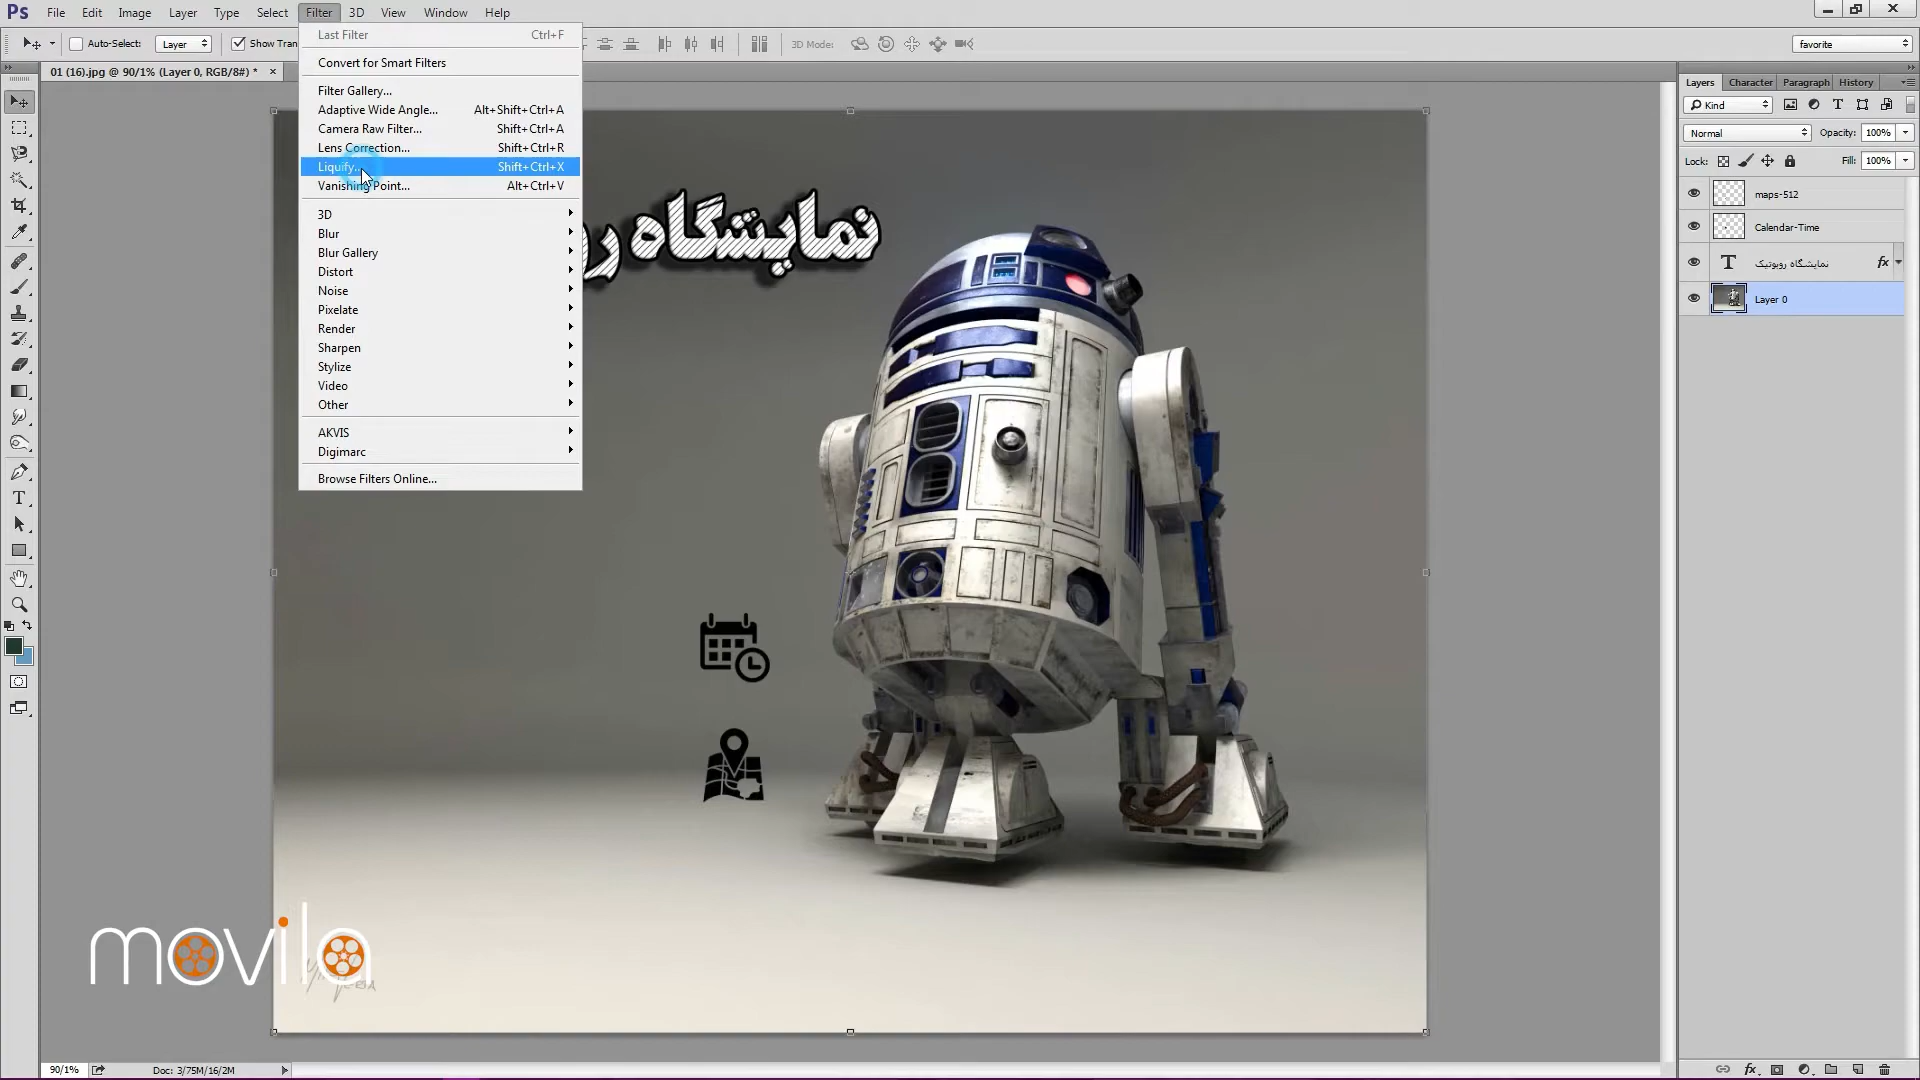 Ps File Edit Image Layer Type Select Filter 3D View Window Help
Auto-Select: Layer Show Tran 3D Mode: favorite
01 (16).jpg @ 90/1% (Layer 0, RGB/8#) * ×
Last Filter Ctrl+F
Convert for Smart Filters
Filter Gallery...
Adaptive Wide Angle... Alt+Shift+Ctrl+A
Camera Raw Filter... Shift+Ctrl+A
Lens Correction... Shift+Ctrl+R
Liquify... Shift+Ctrl+X
Vanishing Point... Alt+Ctrl+V
3D
Blur
Blur Gallery
Distort
Noise
Pixelate
Render
Sharpen
Stylize
Video
Other
AKVIS
Digimarc
Browse Filters Online...
نمایشگاه رو
movila
Layers Character Paragraph History
Kind
Normal Opacity: 100%
Lock: Fill: 100%
maps-512
Calendar-Time
T نمایشگاه روبوتیک fx
Layer 0
90/1% Doc: 3/75M/16/2M